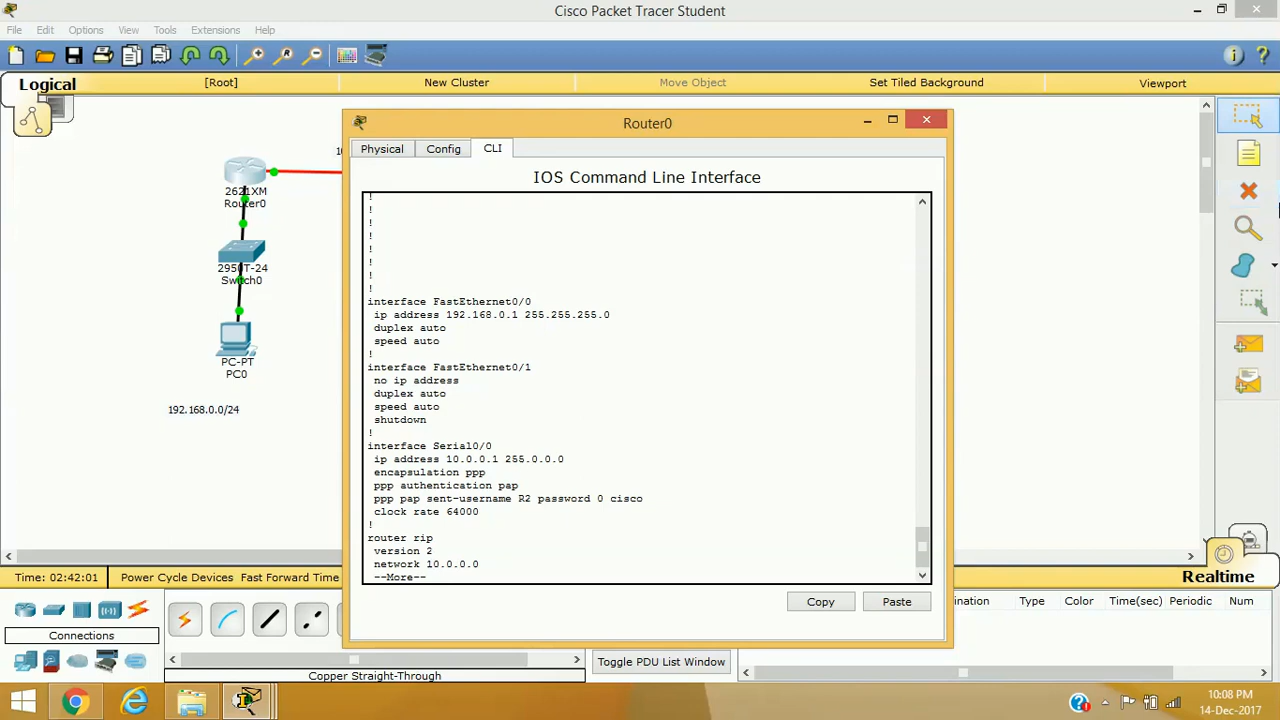 Cisco Packet Tracer Student
File Edit Options View Tools Extensions Help
Logical [Root] New Cluster Move Object Set Tiled Background Viewport
Router0
Physical Config CLI
IOS Command Line Interface
!
!
!
!
!
!
!
!
interface FastEthernet0/0
ip address 192.168.0.1 255.255.255.0
duplex auto
speed auto
!
interface FastEthernet0/1
no ip address
duplex auto
speed auto
shutdown
!
interface Serial0/0
ip address 10.0.0.1 255.0.0.0
encapsulation ppp
ppp authentication pap
ppp pap sent-username R2 password 0 cisco
clock rate 64000
!
router rip
version 2
network 10.0.0.0
--More--
Copy Paste
2621XM
Router0
2950T-24
Switch0
PC-PT
PC0
192.168.0.0/24
Time: 02:42:01 Power Cycle Devices Fast Forward Time
Realtime
Connections
Copper Straight-Through
Toggle PDU List Window
ination Type Color Time(sec) Periodic Num
10:08 PM
14-Dec-2017